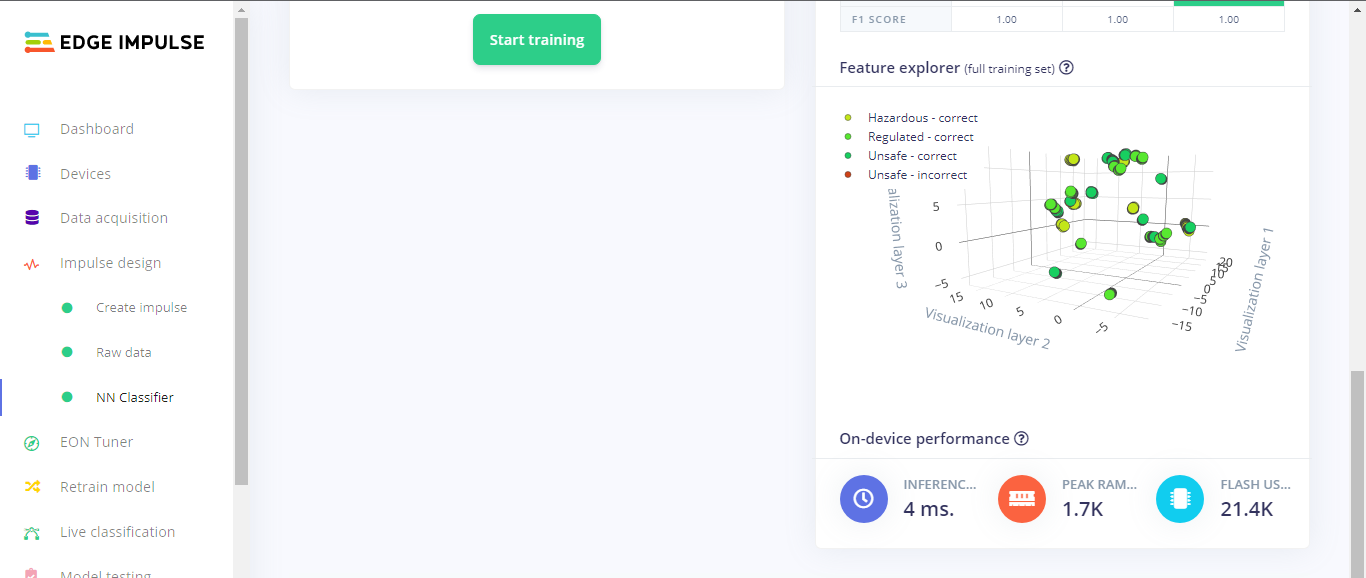 EDGE IMPULSE
Dashboard
Devices
Data acquisition
Impulse design
Create impulse
Raw data
NN Classifier
EON Tuner
Retrain model
Live classification
Model testing
Start training
F1 SCORE 1.00 1.00 1.00
Feature explorer (full training set) ?
Hazardous - correct
Regulated - correct
Unsafe - correct
Unsafe - incorrect
5
0
−5
alization layer 3
15
10
5
0
−5
Visualization layer 2
20
15
10
5
0
−5
−10
−15
Visualization layer 1
On-device performance ?
INFERENC...
4 ms.
PEAK RAM...
1.7K
FLASH US...
21.4K